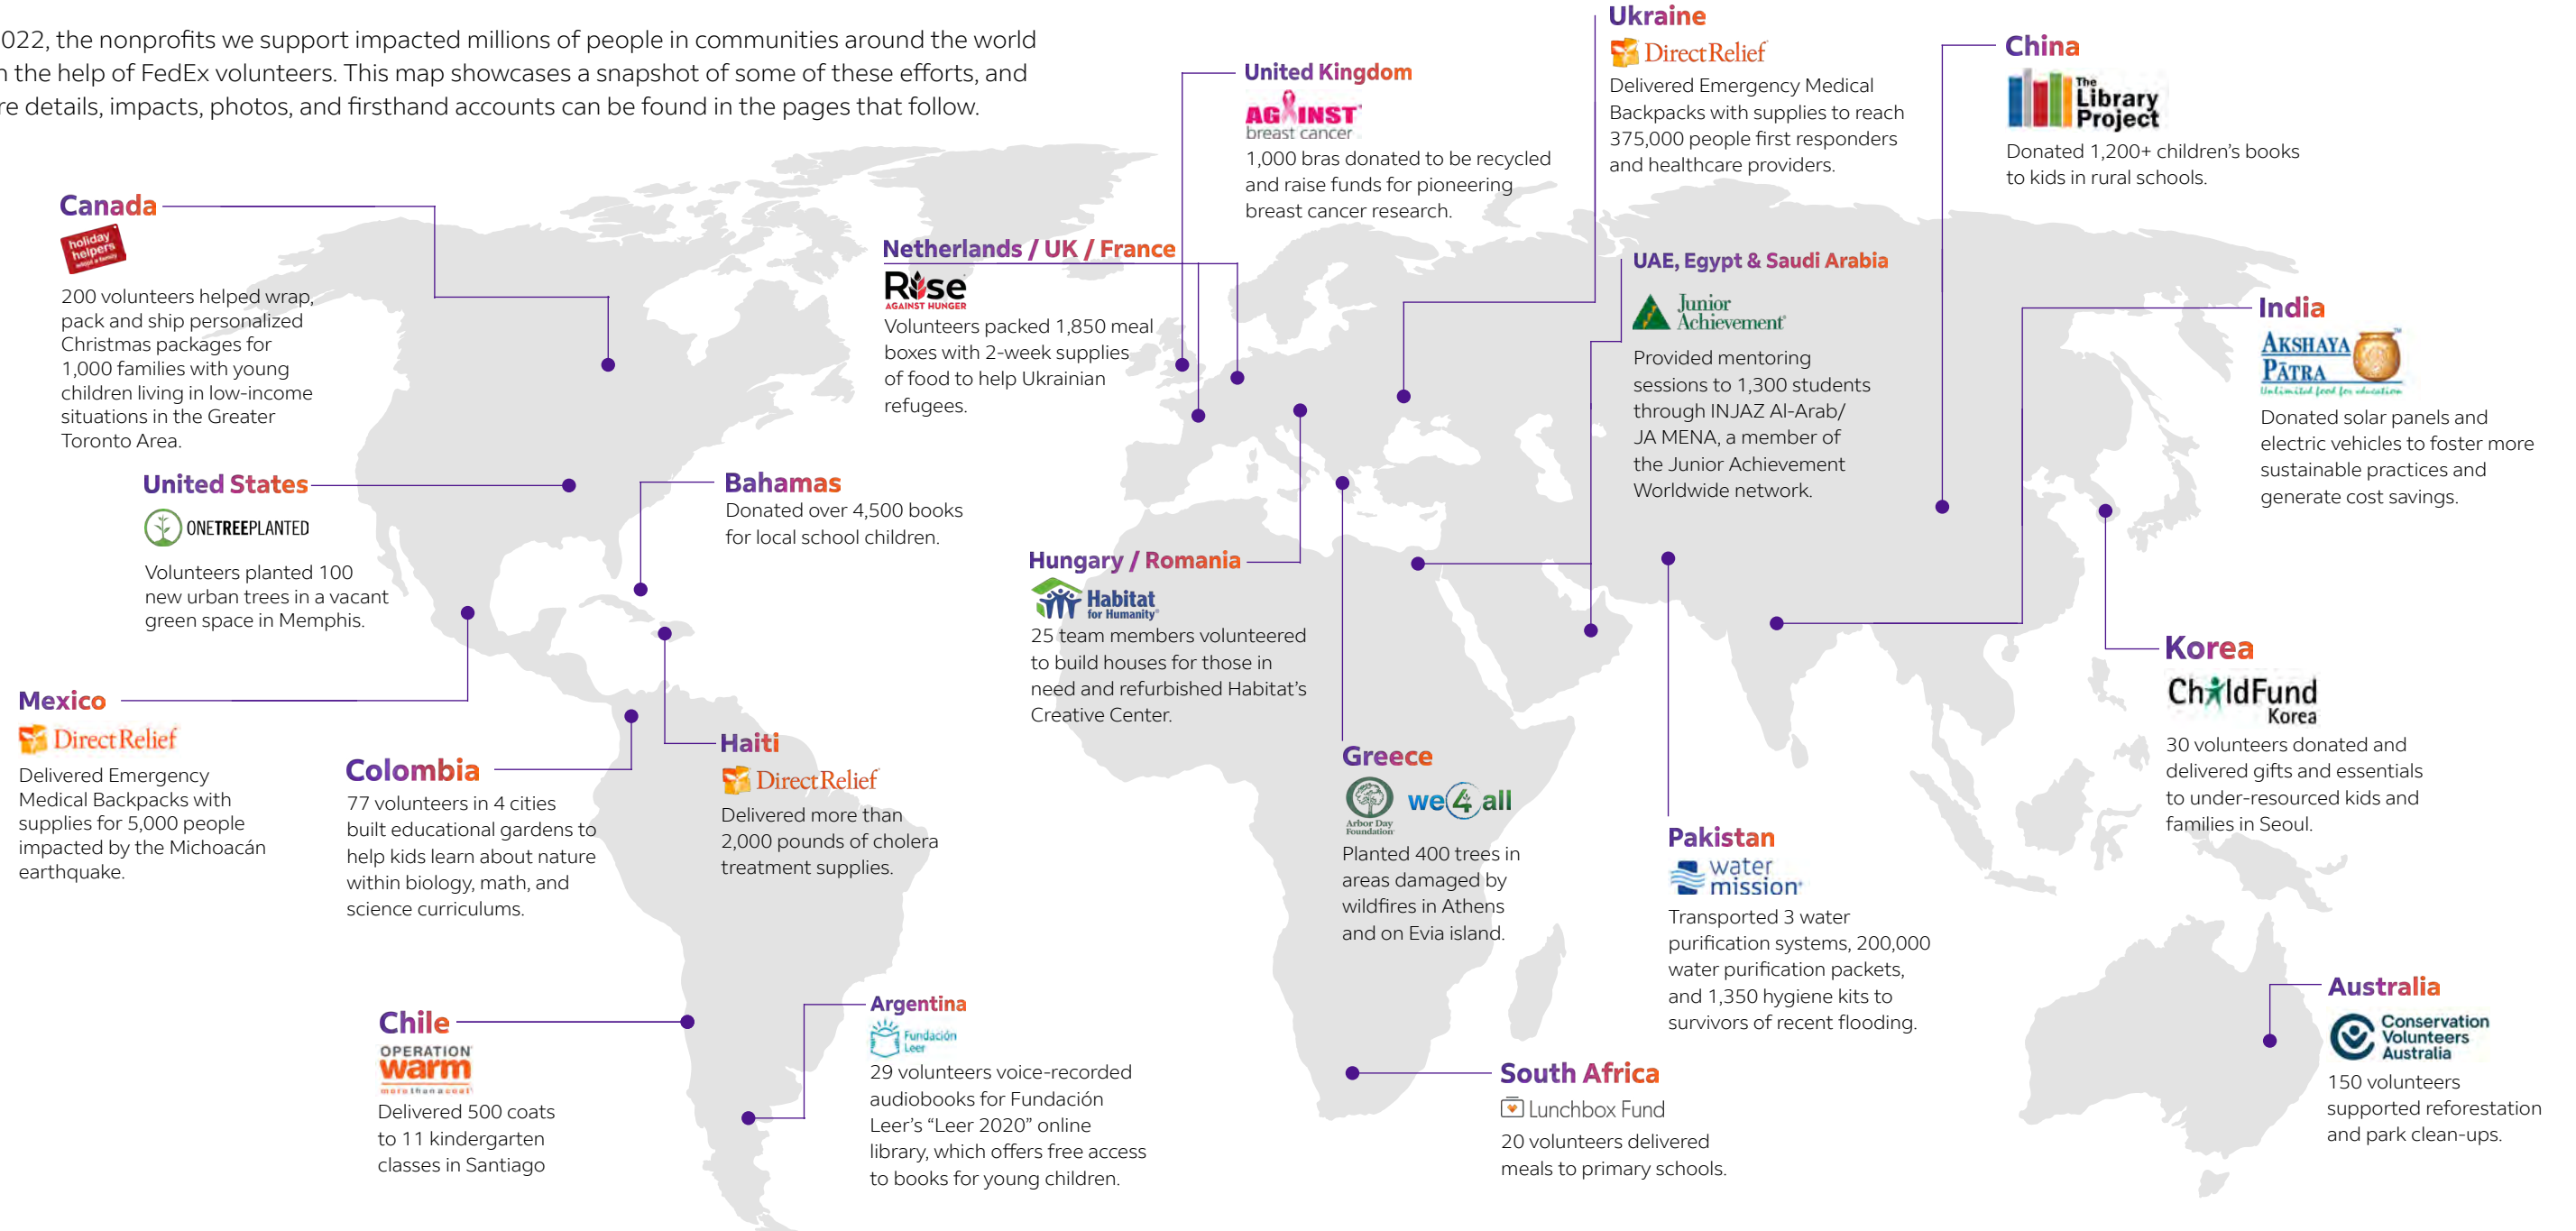 022, the nonprofits we support impacted millions of people in communities around the world
the help of FedEx volunteers. This map showcases a snapshot of some of these efforts, and
details, impacts, photos, and firsthand accounts can be found in the pages that follow.
Canada
holiday
helpers
adopt a family
200 volunteers helped wrap,
pack and ship personalized
Christmas packages for
1,000 families with young
children living in low-income
situations in the Greater
Toronto Area.
United States
ONETREEPLANTED
Volunteers planted 100
new urban trees in a vacant
green space in Memphis.
Mexico
DirectRelief
Delivered Emergency
Medical Backpacks with
supplies for 5,000 people
impacted by the Michoacán
earthquake.
Colombia
77 volunteers in 4 cities
built educational gardens to
help kids learn about nature
within biology, math, and
science curriculums.
Chile
OPERATION
warm
more than a coat
Delivered 500 coats
to 11 kindergarten
classes in Santiago
Bahamas
Donated over 4,500 books
for local school children.
Haiti
DirectRelief
Delivered more than
2,000 pounds of cholera
treatment supplies.
Argentina
Fundación
Leer
29 volunteers voice-recorded
audiobooks for Fundación
Leer’s “Leer 2020” online
library, which offers free access
to books for young children.
Netherlands / UK / France
Rise
AGAINST HUNGER
Volunteers packed 1,850 meal
boxes with 2-week supplies
of food to help Ukrainian
refugees.
United Kingdom
AGAINST
breast cancer
1,000 bras donated to be recycled
and raise funds for pioneering
breast cancer research.
Hungary / Romania
Habitat
for Humanity®
25 team members volunteered
to build houses for those in
need and refurbished Habitat’s
Creative Center.
Greece
Arbor Day
Foundation
we4all
Planted 400 trees in
areas damaged by
wildfires in Athens
and on Evia island.
Ukraine
DirectRelief
Delivered Emergency Medical
Backpacks with supplies to reach
375,000 people first responders
and healthcare providers.
UAE, Egypt & Saudi Arabia
Junior
Achievement®
Provided mentoring
sessions to 1,300 students
through INJAZ Al-Arab/
JA MENA, a member of
the Junior Achievement
Worldwide network.
South Africa
Lunchbox Fund
20 volunteers delivered
meals to primary schools.
Pakistan
water
mission
Transported 3 water
purification systems, 200,000
water purification packets,
and 1,350 hygiene kits to
survivors of recent flooding.
China
The
Library
Project
Donated 1,200+ children’s books
to kids in rural schools.
India
AKSHAYA
PĀTRA
™
Unlimited food for education
Donated solar panels and
electric vehicles to foster more
sustainable practices and
generate cost savings.
Korea
ChildFund
Korea
30 volunteers donated and
delivered gifts and essentials
to under-resourced kids and
families in Seoul.
Australia
Conservation
Volunteers
Australia
150 volunteers
supported reforestation
and park clean-ups.